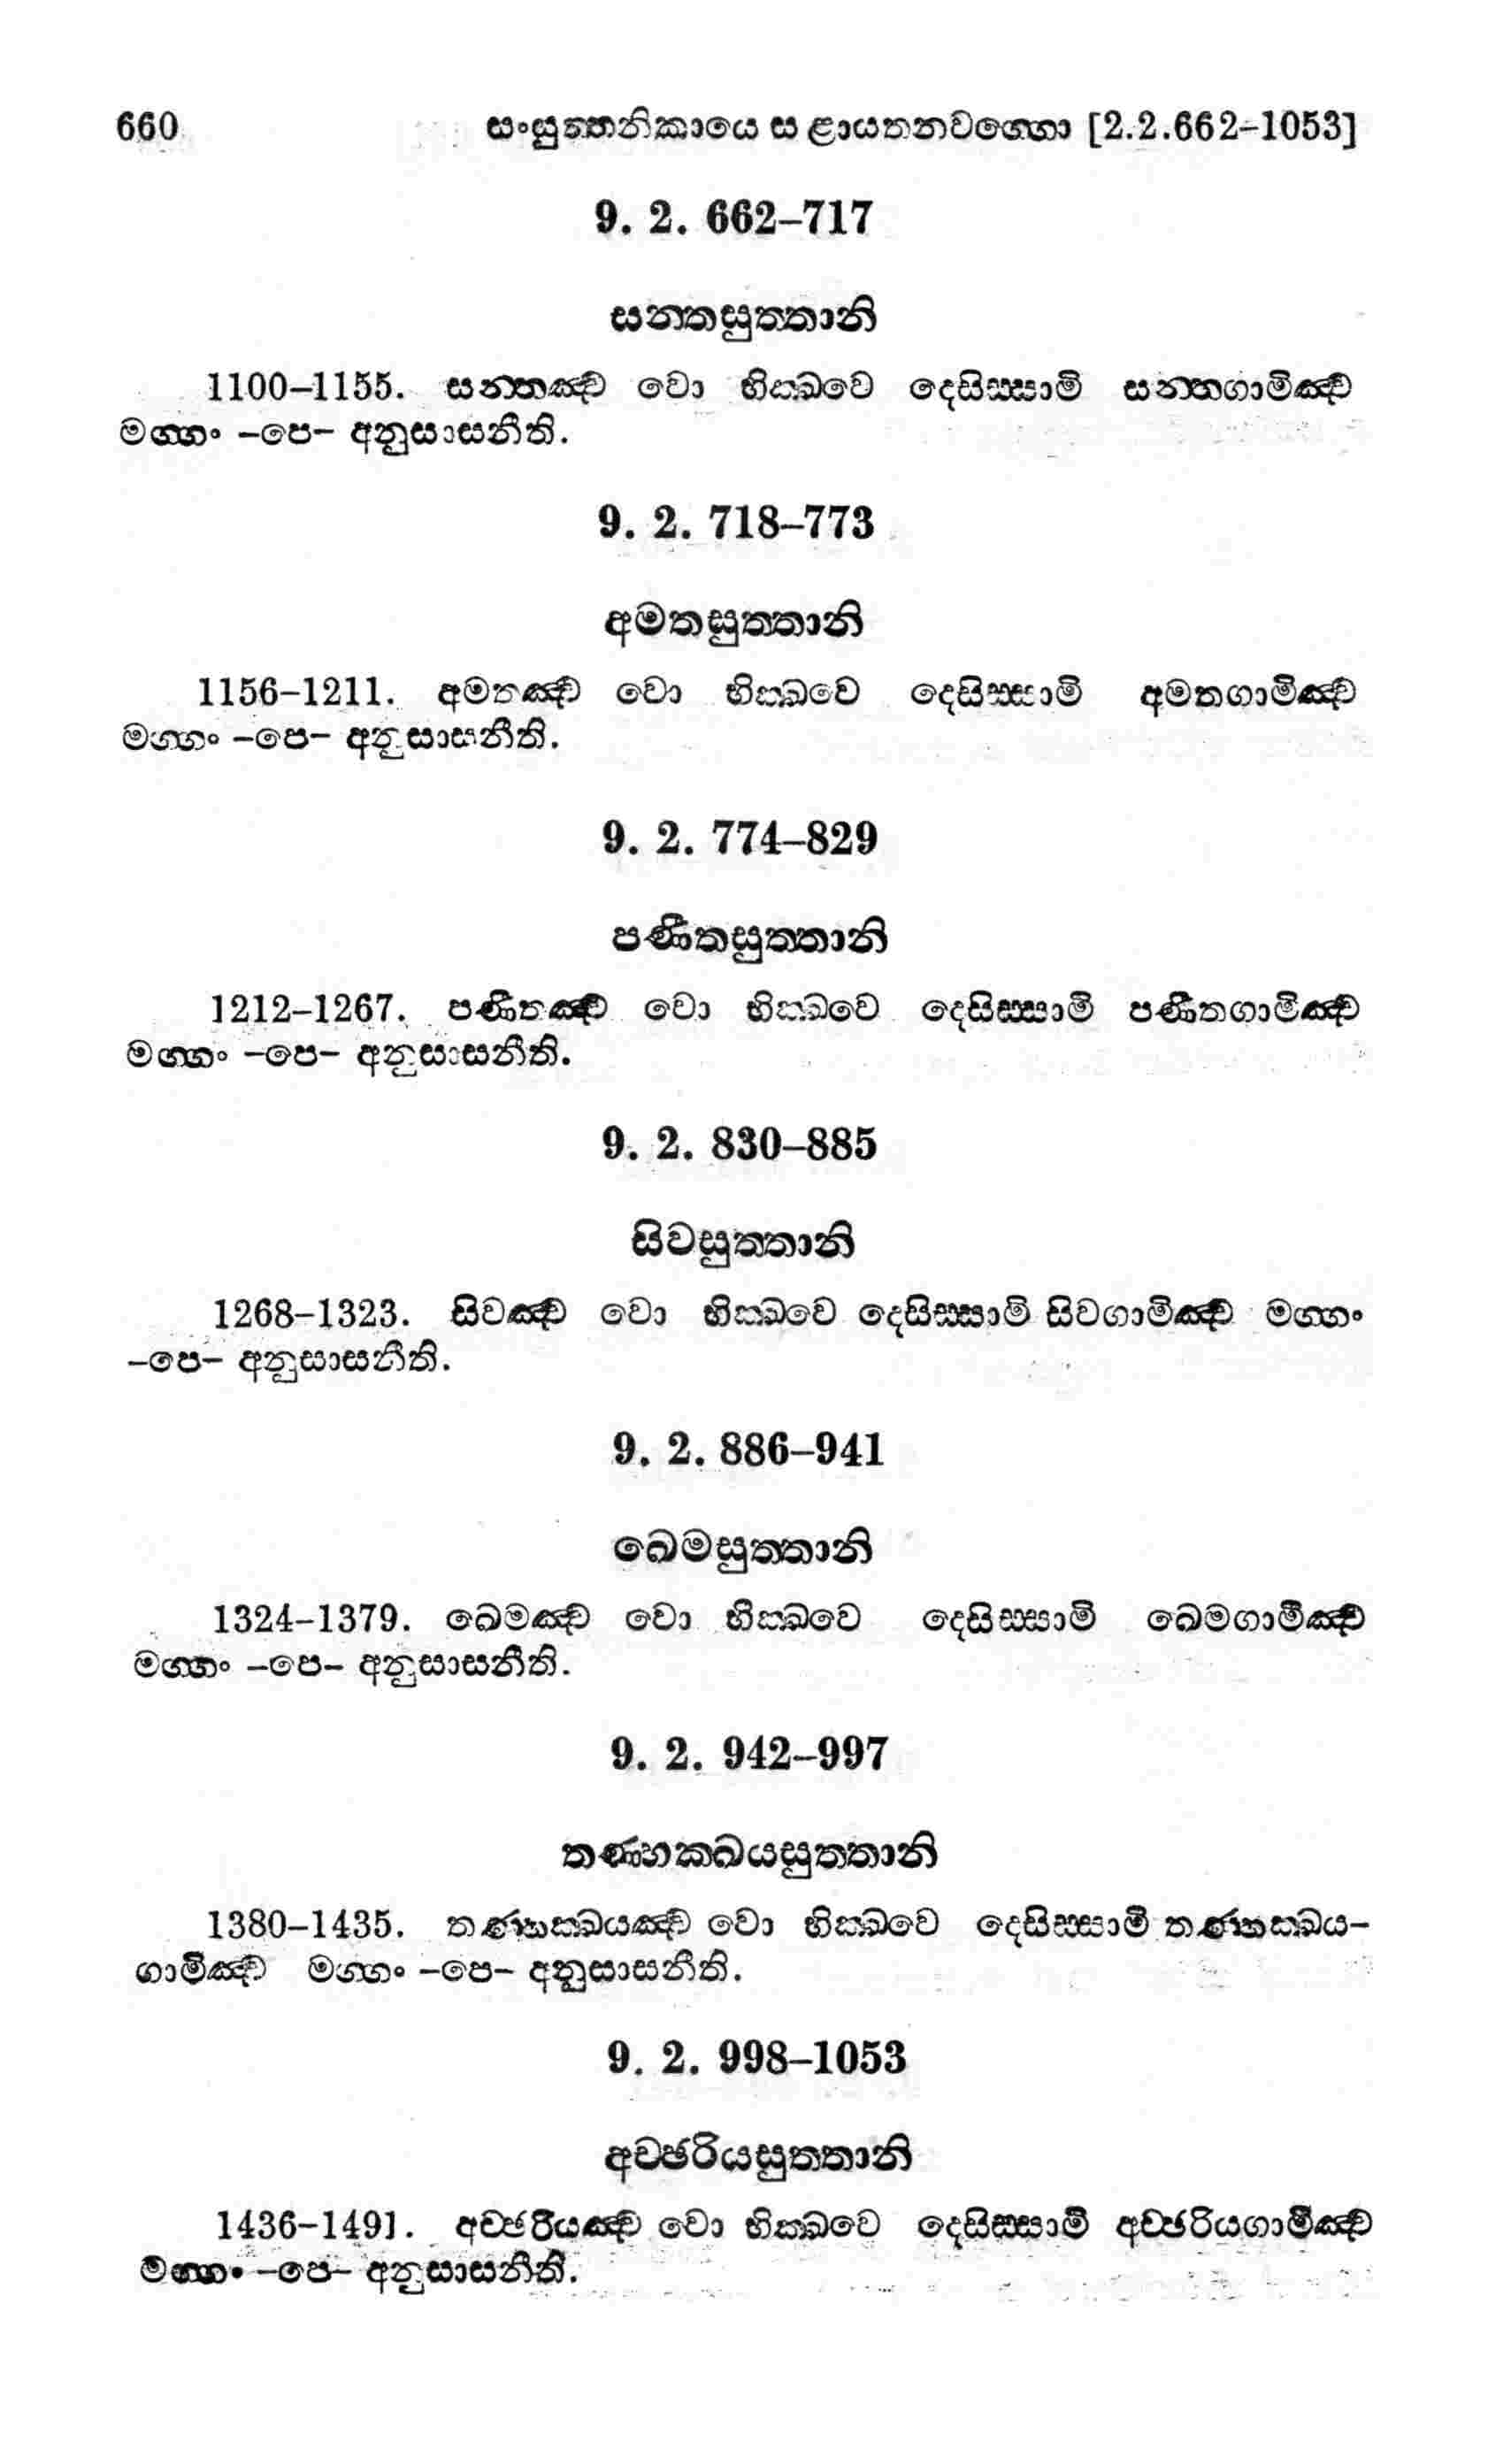 660 සංයුත්තනිකායෙ සළායතනවග්ගො [2.2.662-1053]
9. 2. 662–717
සන්තසුත්තානි
1100–1155. සන්තඤ්ච වො භික්ඛවෙ දෙසිස්සාමි සන්තගාමිඤ්ච
මග්ගං –පෙ– අනුසාසනීති.
9. 2. 718–773
අමතසුත්තානි
1156–1211. අමතඤ්ච වො භික්ඛවෙ දෙසිස්සාමි අමතගාමිඤ්ච
මග්ගං –පෙ– අනුසාසනීති.
9. 2. 774–829
පණීතසුත්තානි
1212–1267. පණීතඤ්ච වො භික්ඛවෙ දෙසිස්සාමි පණීතගාමිඤ්ච
මග්ගං –පෙ– අනුසාසනීති.
9. 2. 830–885
සිවසුත්තානි
1268–1323. සිවඤ්ච වො භික්ඛවෙ දෙසිස්සාමි සිවගාමිඤ්ච මග්ගං
–පෙ– අනුසාසනීති.
9. 2. 886–941
ඛෙමසුත්තානි
1324–1379. ඛෙමඤ්ච වො භික්ඛවෙ දෙසිස්සාමි ඛෙමගාමිඤ්ච
මග්ගං –පෙ– අනුසාසනීති.
9. 2. 942–997
තණ්හක්ඛයසුත්තානි
1380–1435. තණ්හක්ඛයඤ්ච වො භික්ඛවෙ දෙසිස්සාමි තණ්හක්ඛය–
ගාමිඤ්ච මග්ගං –පෙ– අනුසාසනීති.
9. 2. 998–1053
අච්ඡරියසුත්තානි
1436–1491. අච්ඡරියඤ්ච වො භික්ඛවෙ දෙසිස්සාමි අච්ඡරියගාමිඤ්ච
මග්ගං –පෙ– අනුසාසනීති.